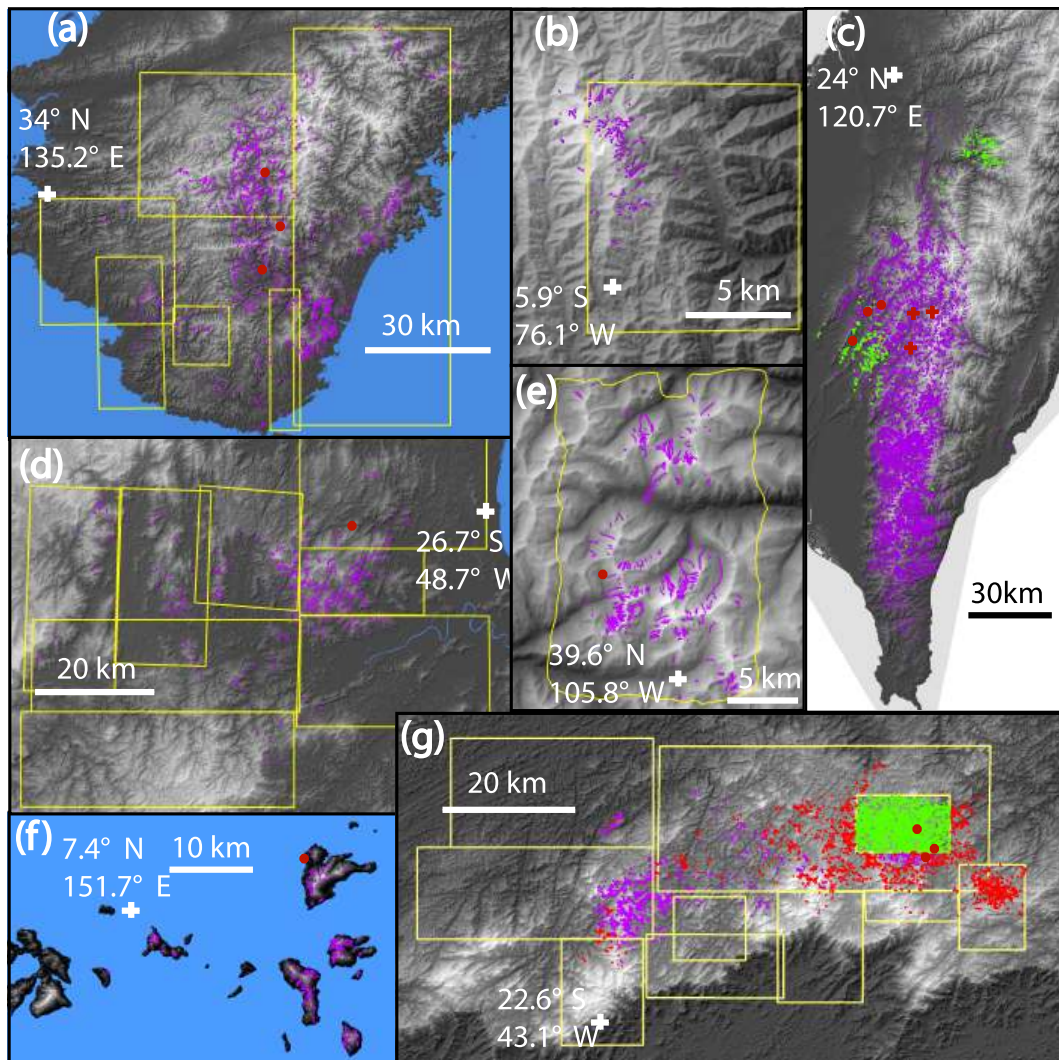 (a)
34° N
135.2° E
30 km
(b)
5.9° S
76.1° W
5 km
(c)
24° N
120.7° E
30km
(d)
26.7° S
48.7° W
20 km
(e)
39.6° N
105.8° W
5 km
(f)
7.4° N
151.7° E
10 km
(g)
20 km
22.6° S
43.1° W